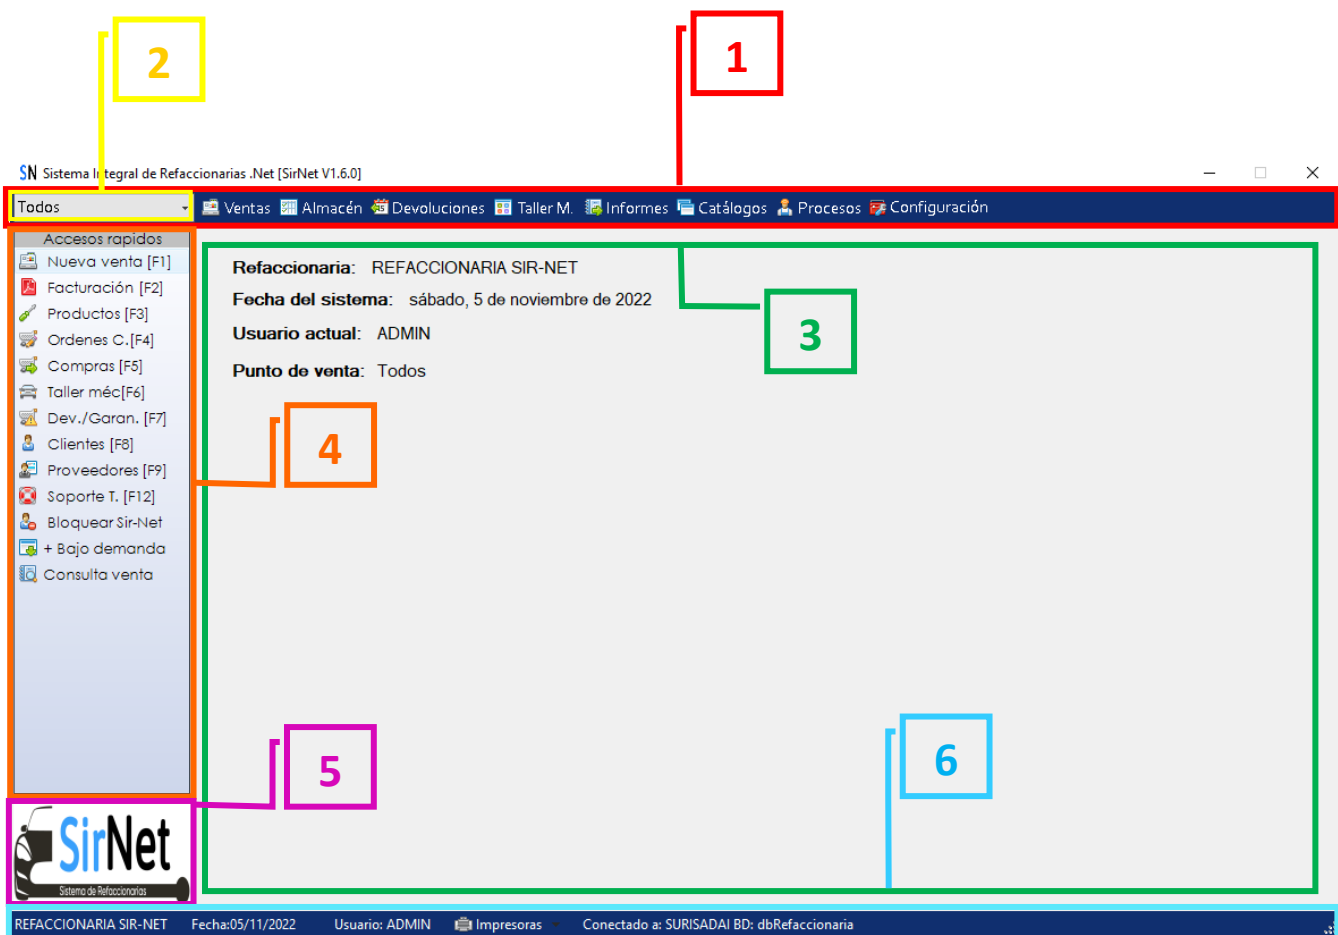 2
1
SN Sistema Integral de Refaccionarias .Net [SirNet V1.6.0]
Todos Ventas Almacén Devoluciones Taller M. Informes Catálogos Procesos Configuración
Accesos rapidos
Nueva venta [F1]
Facturación [F2]
Productos [F3]
Ordenes C.[F4]
Compras [F5]
Taller méc[F6]
Dev./Garan. [F7]
Clientes [F8]
Proveedores [F9]
Soporte T. [F12]
Bloquear Sir-Net
+ Bajo demanda
Consulta venta
Refaccionaria: REFACCIONARIA SIR-NET
Fecha del sistema: sábado, 5 de noviembre de 2022
Usuario actual: ADMIN
Punto de venta: Todos
3
4
5
6
SirNet
Sistema de Refaccionarias
REFACCIONARIA SIR-NET Fecha:05/11/2022 Usuario: ADMIN Impresoras Conectado a: SURISADAI BD: dbRefaccionaria